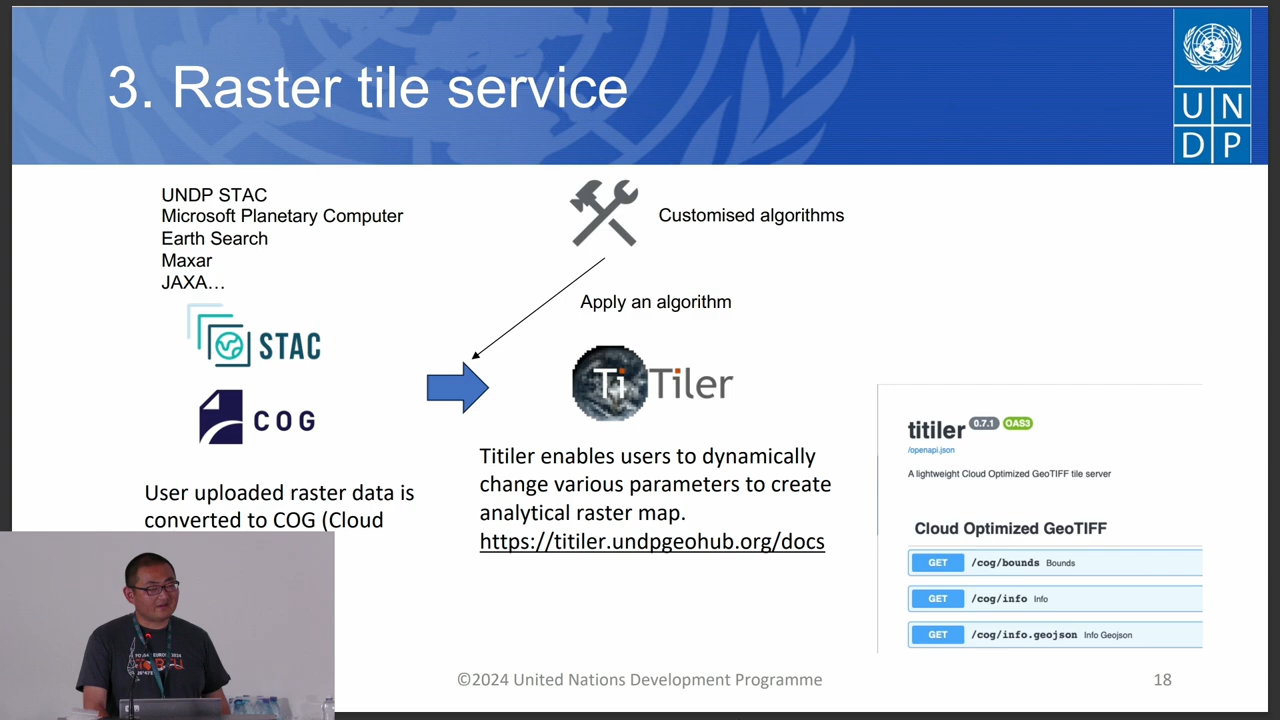 3. Raster tile service
UN
DP
UNDP STAC
Microsoft Planetary Computer
Earth Search
Maxar
JAXA…
STAC
COG
User uploaded raster data is
converted to COG (Cloud
Customised algorithms
Apply an algorithm
TiTiler
Titiler enables users to dynamically
change various parameters to create
analytical raster map.
https://titiler.undpgeohub.org/docs
titiler 0.7.1 OAS3
/openapi.json
A lightweight Cloud Optimized GeoTIFF tile server
Cloud Optimized GeoTIFF
GET /cog/bounds Bounds
GET /cog/info Info
GET /cog/info.geojson Info Geojson
©2024 United Nations Development Programme
18